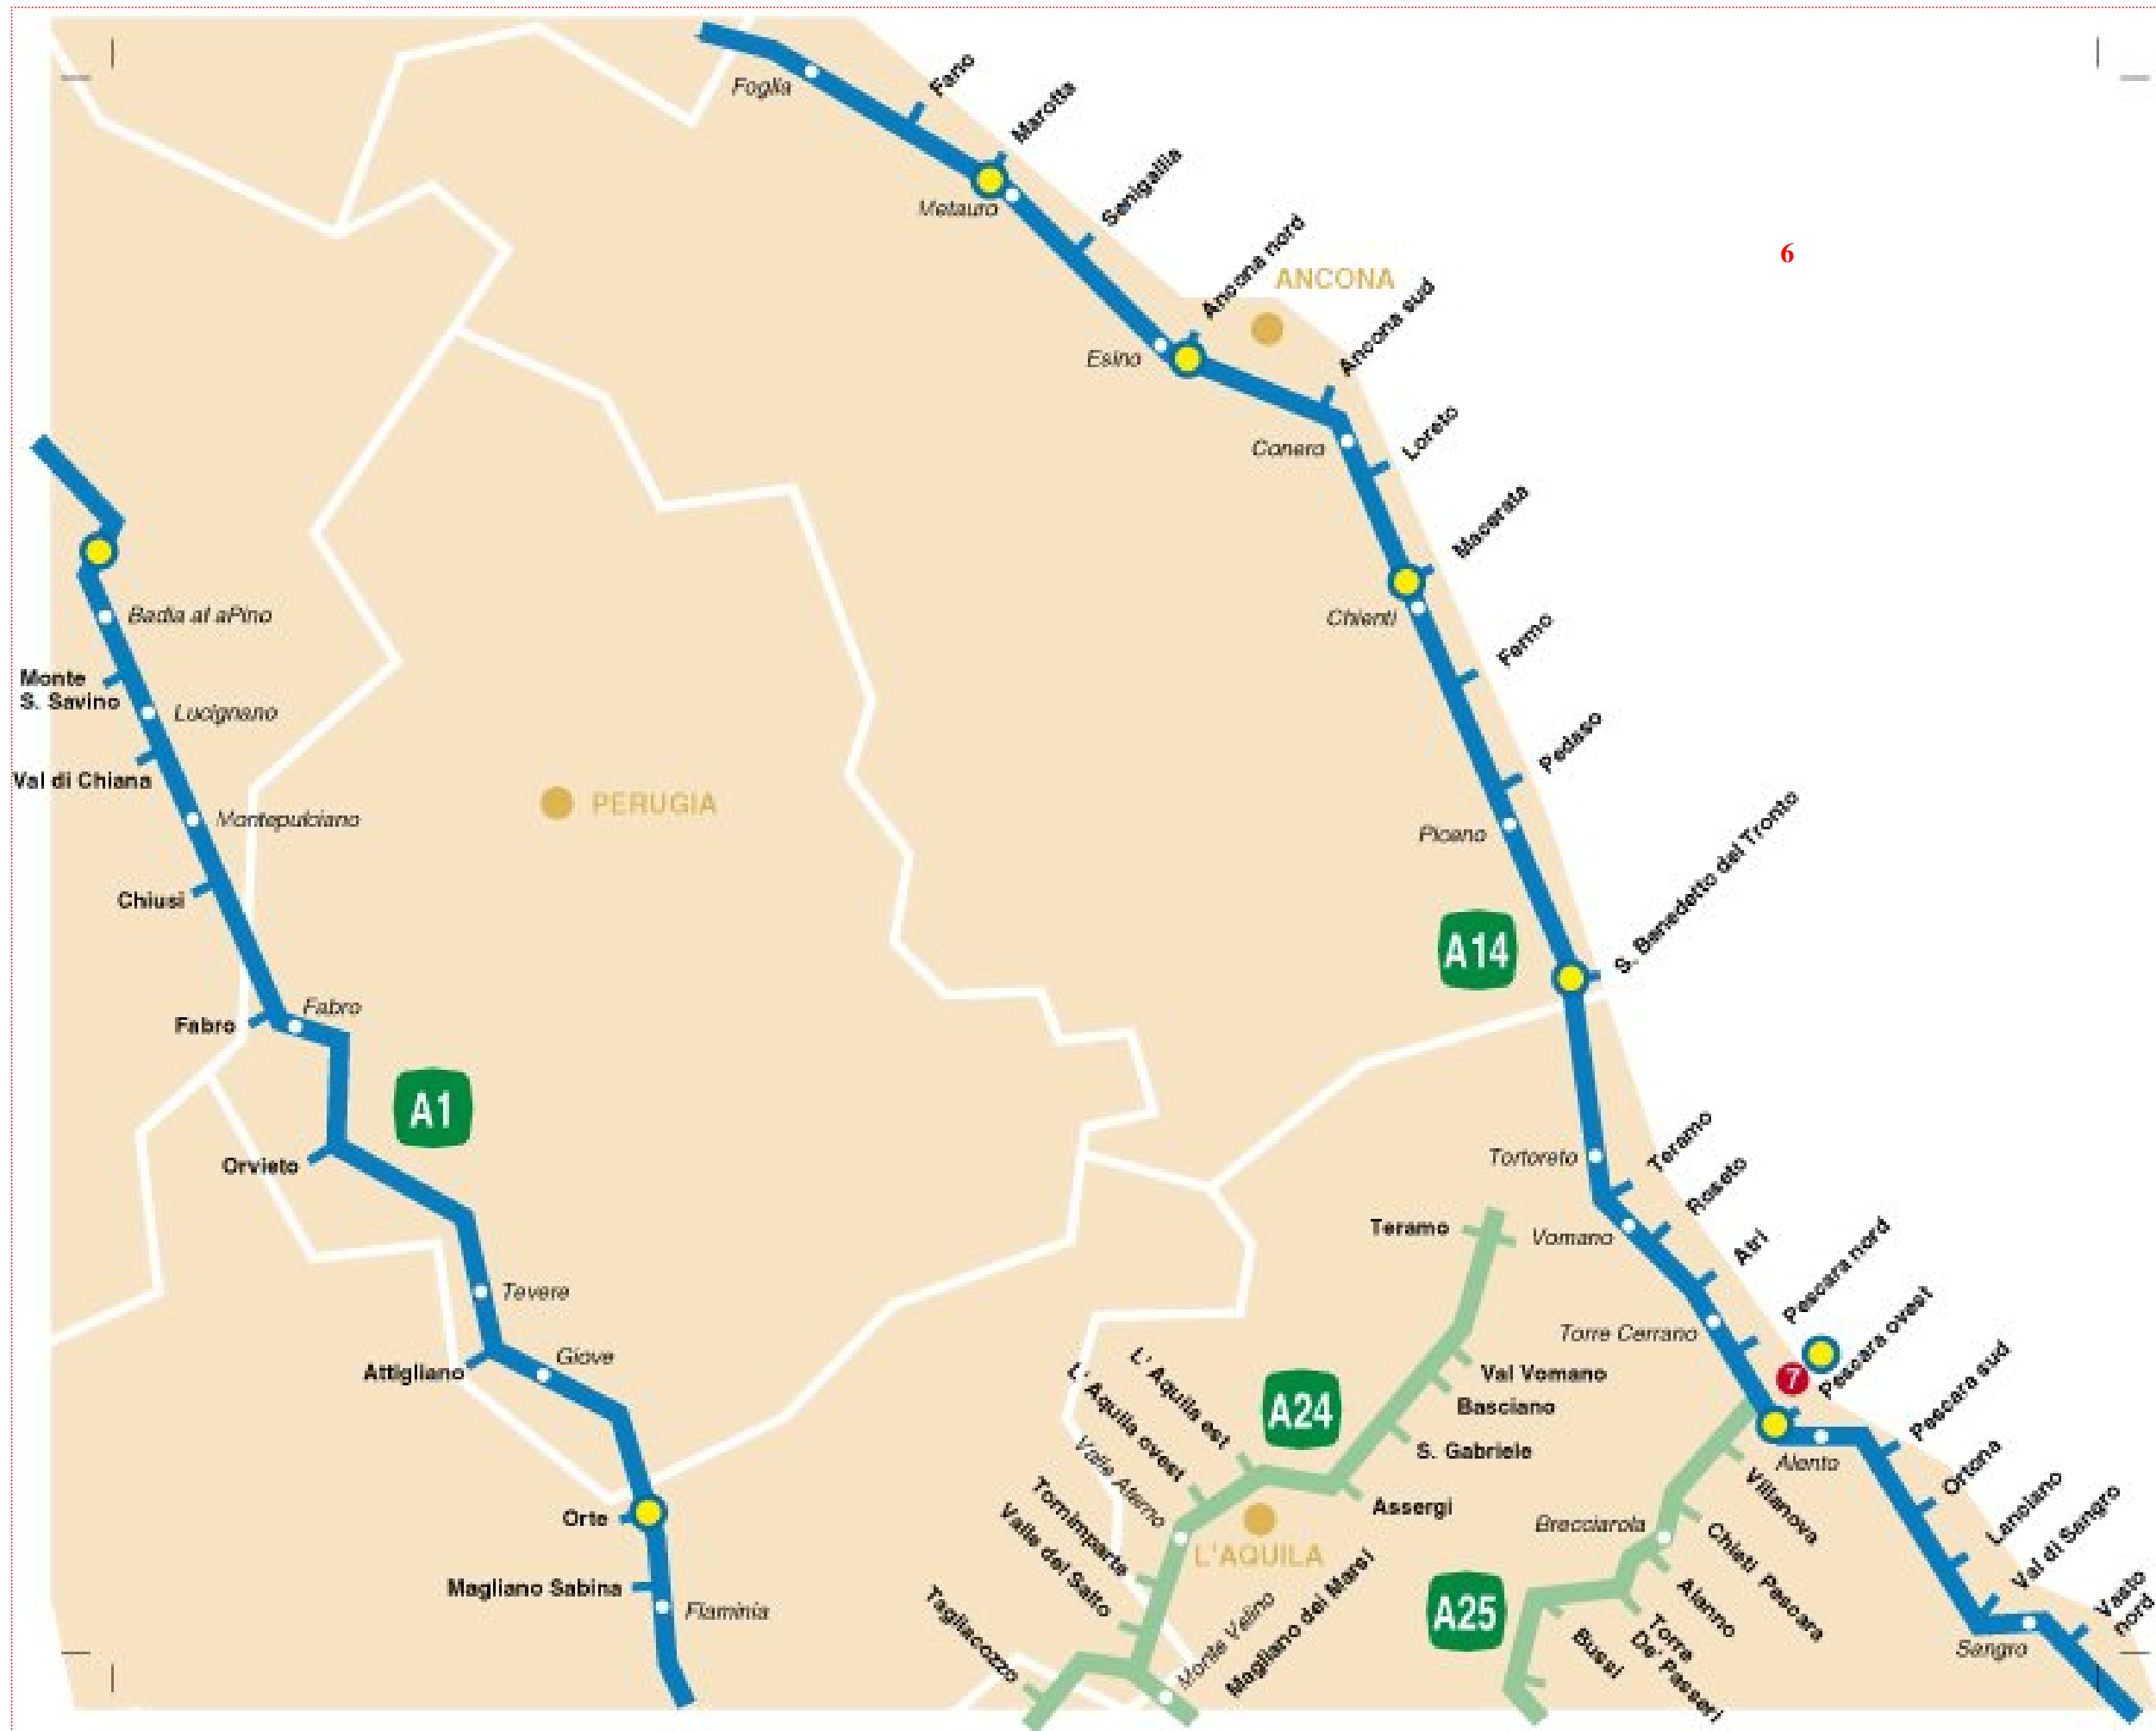 Foglia
Fano
Marotta
Metauro
Senigallia
Ancona nord
ANCONA
6
Esino
Ancona sud
Conero
Loreto
Macerata
Chienti
Fermo
Pedaso
Piceno
S. Benedetto del Tronto
A14
Badia al aPino
Monte
S. Savino
Lucignano
Val di Chiana
Montepulciano
PERUGIA
Chiusi
Fabro
Fabro
A1
Orvieto
Tevere
Attigliano
Giove
Orte
Magliano Sabina
Flaminia
Tortoreto
Teramo
Roseto
Vomano
Atri
Pescara nord
Torre Cerrano
7
Pescara ovest
Pescara sud
Alento
Ortona
Lanciano
Val di Sangro
Vasto
nord
Sangro
Teramo
Val Vomano
Basciano
S. Gabriele
Assergi
A24
L' Aquila est
L' Aquila ovest
Valle Aterno
L'AQUILA
Tornimparte
Valle del Salto
Tagliacozzo
Monte Velino
Magliano dei Marsi
Villanova
Brecciarola
Chieti Pescara
Alanno
A25
Torre
De' Passeri
Bussi